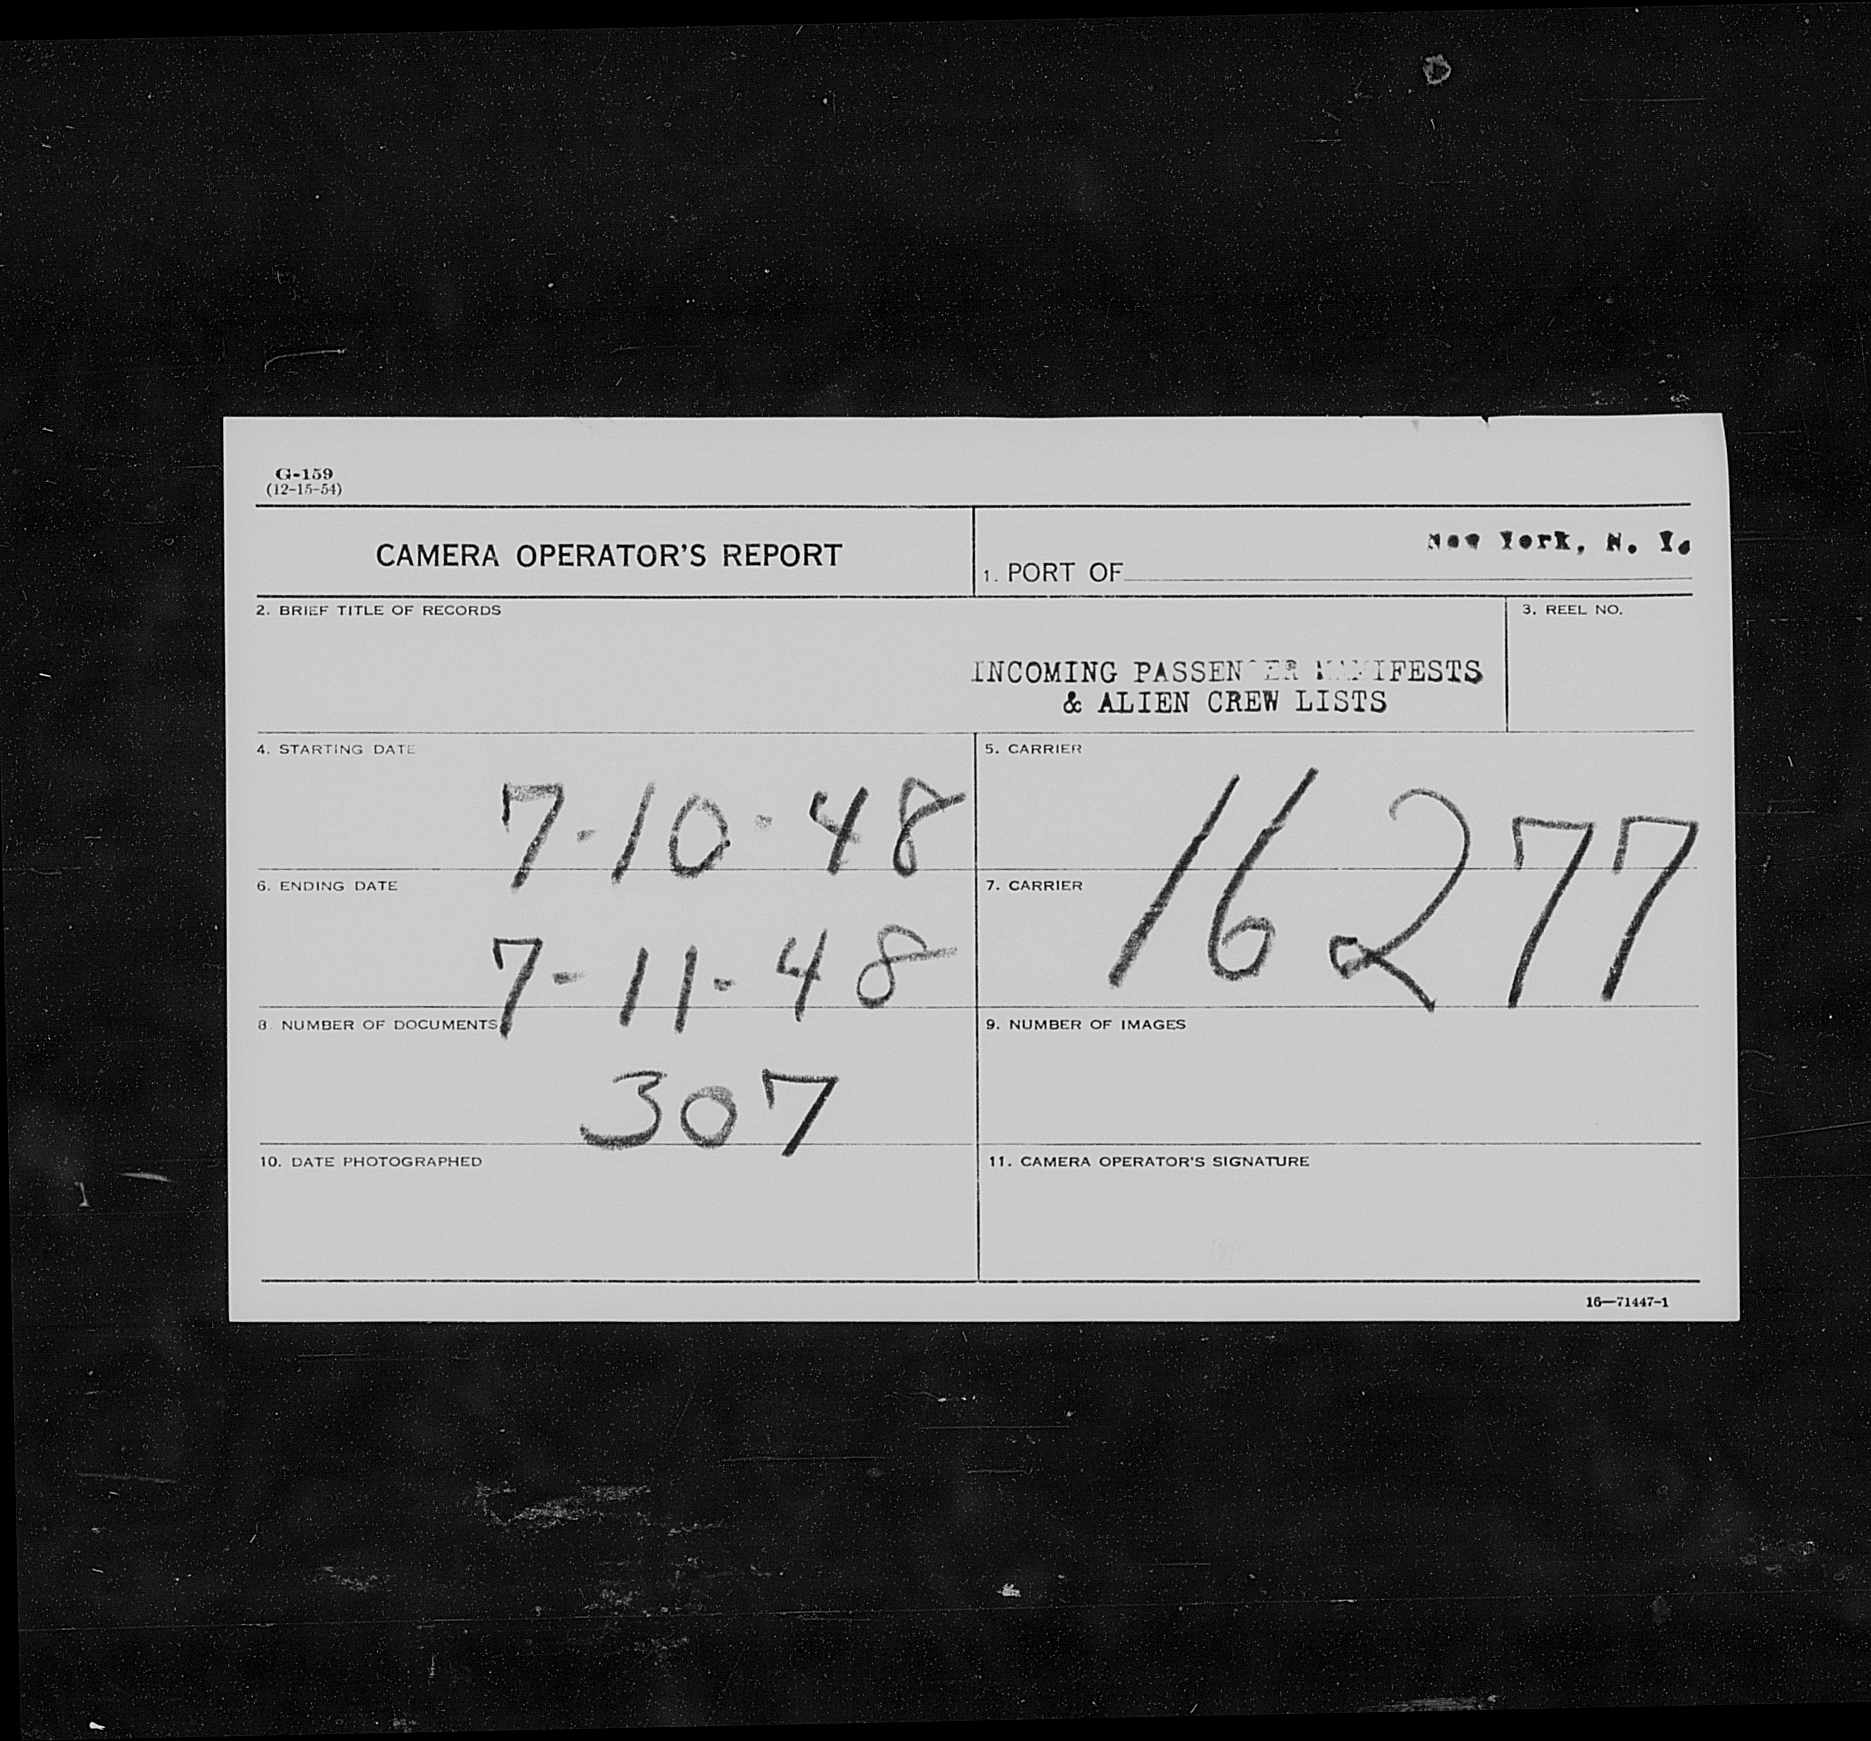 G-159
(12-15-54)
CAMERA OPERATOR'S REPORT
1. PORT OF
New York, N. Y.
2. BRIEF TITLE OF RECORDS
3. REEL NO.
INCOMING PASSENGER MANIFESTS
& ALIEN CREW LISTS
4. STARTING DATE
7-10-48
5. CARRIER
16277
6. ENDING DATE
7-11-48
7. CARRIER
8. NUMBER OF DOCUMENTS
307
9. NUMBER OF IMAGES
10. DATE PHOTOGRAPHED
11. CAMERA OPERATOR'S SIGNATURE
16—71447-1